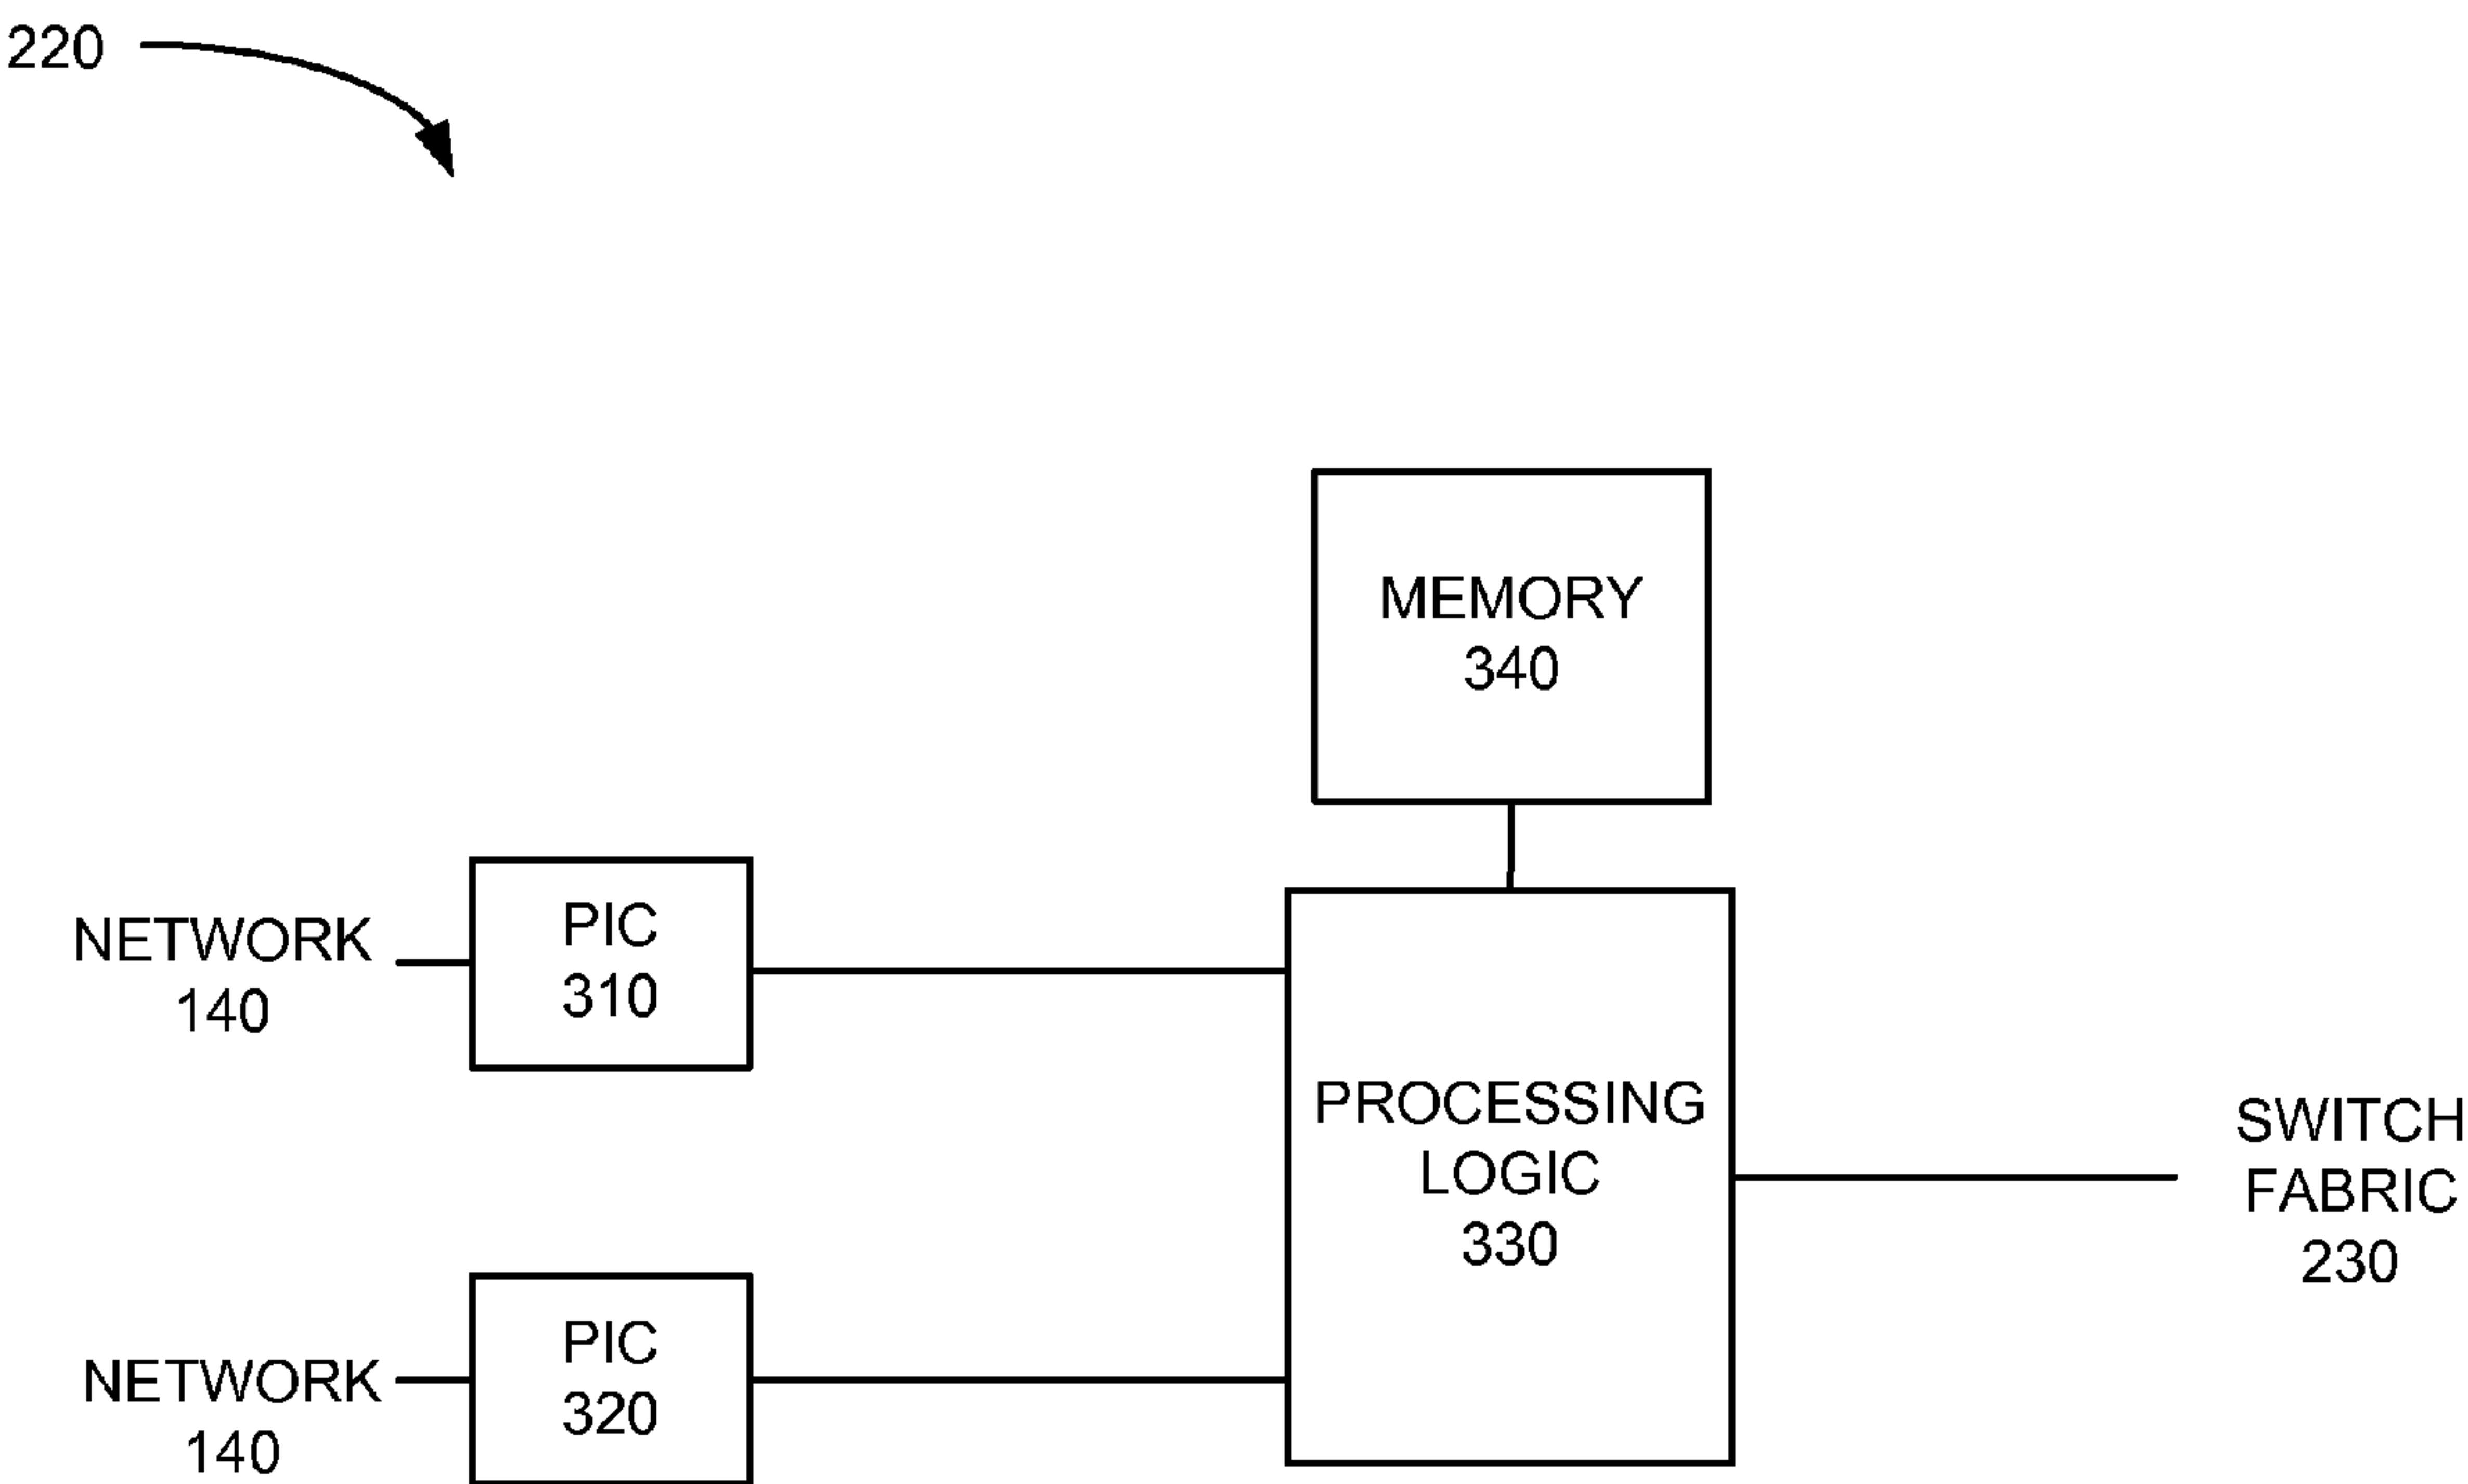 220
MEMORY
340
NETWORK
140
PIC
310
PROCESSING
LOGIC
330
SWITCH
FABRIC
230
NETWORK
140
PIC
320